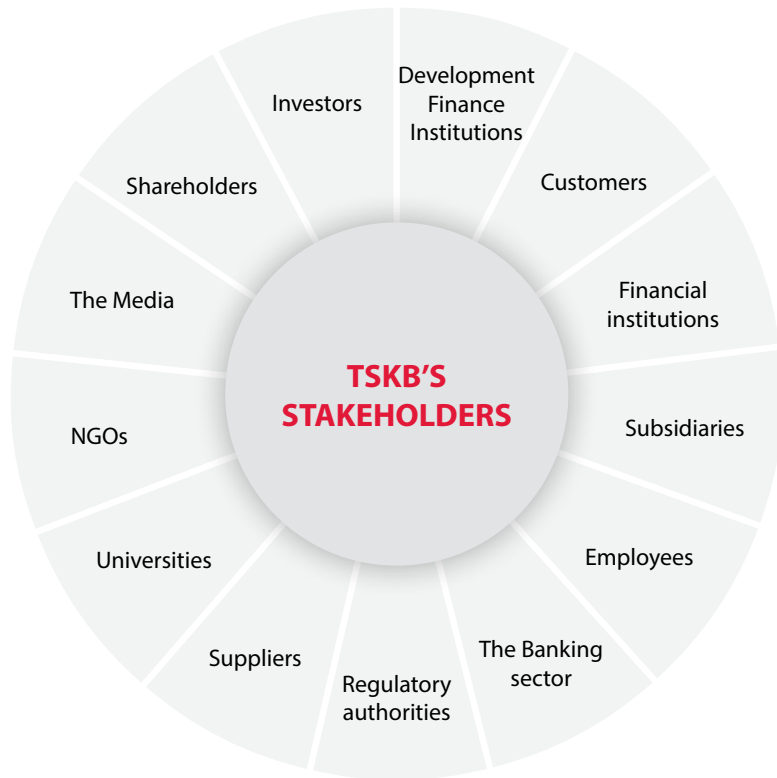 Development
Finance
Institutions
Customers
Financial
institutions
Subsidiaries
Employees
The Banking
sector
Regulatory
authorities
Suppliers
Universities
NGOs
The Media
Shareholders
Investors
TSKB'S
STAKEHOLDERS